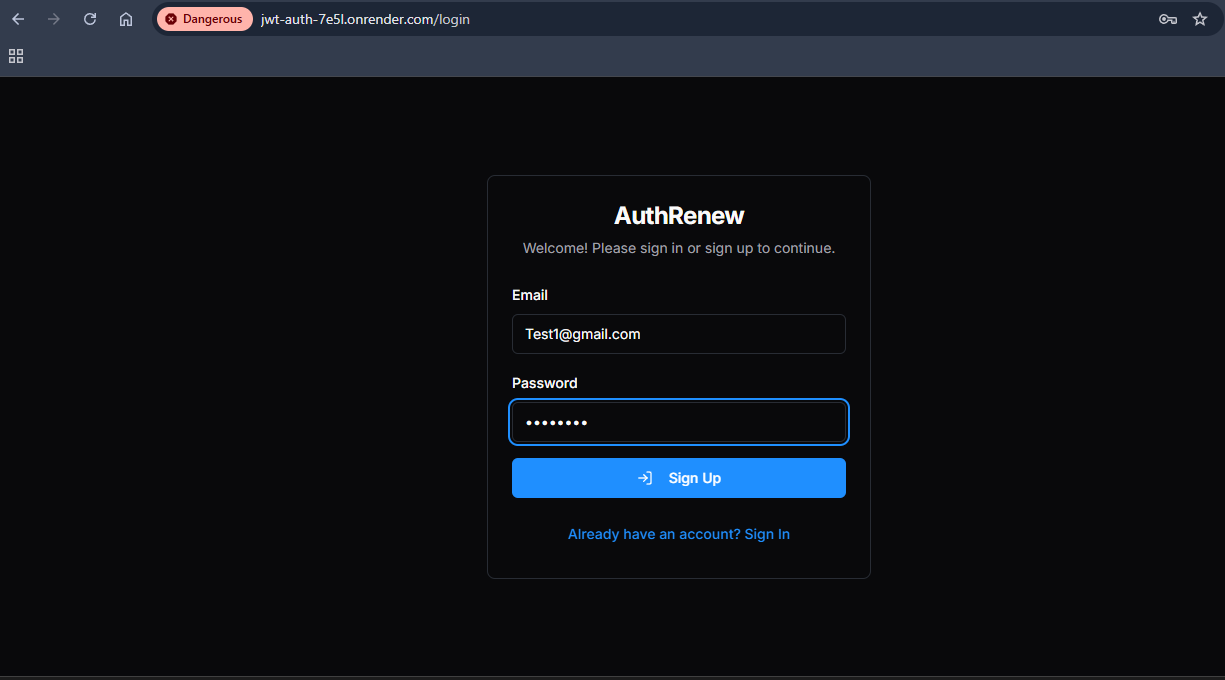 Dangerous jwt-auth-7e5l.onrender.com/login
AuthRenew
Welcome! Please sign in or sign up to continue.
Email
Test1@gmail.com
Password
••••••••
Sign Up
Already have an account? Sign In